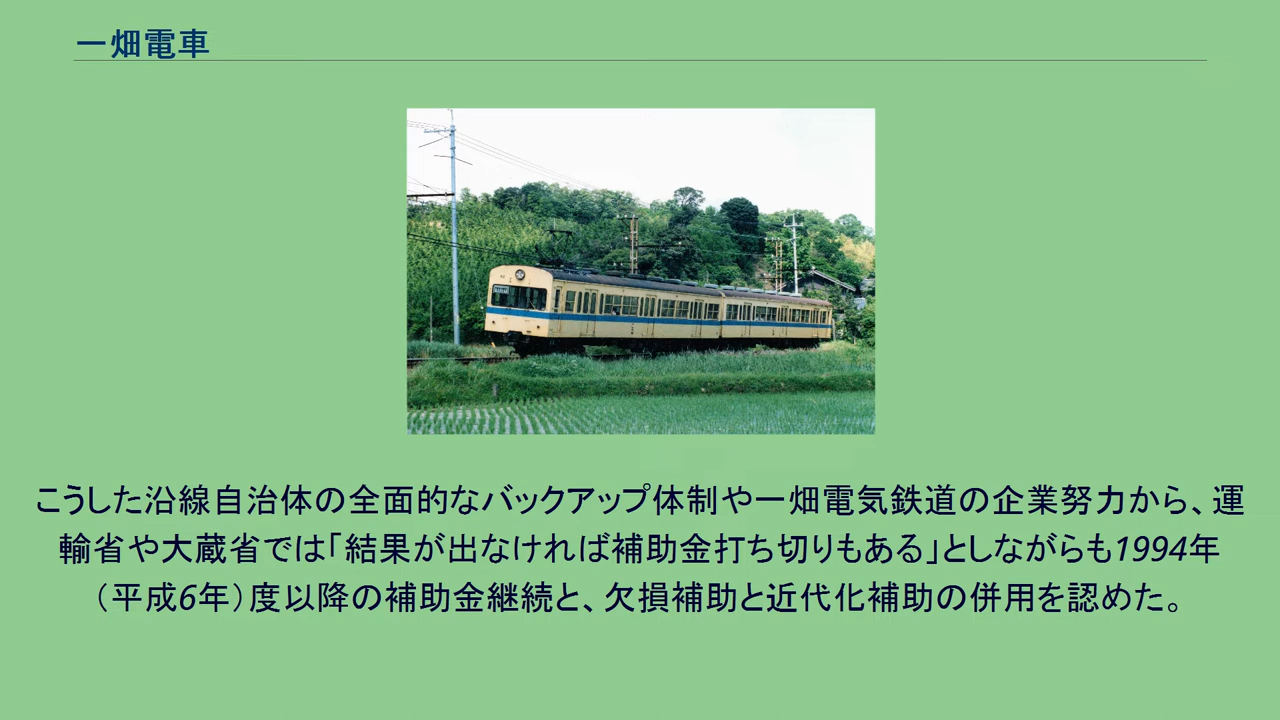 一畑電車
こうした沿線自治体の全面的なバックアップ体制や一畑電気鉄道の企業努力から、運
輸省や大蔵省では｢結果が出なければ補助金打ち切りもある｣としながらも1994年
（平成6年）度以降の補助金継続と、欠損補助と近代化補助の併用を認めた。